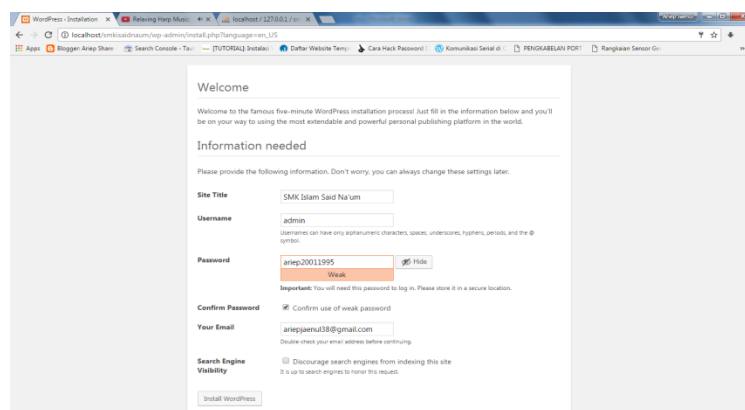 WordPress › Installation
Relaxing Harp Music:
localhost / 127.0.0.1 / sm
localhost/smkisaidnaum/wp-admin/install.php?language=en_US
Apps Blogger: Ariep Share Search Console - Tau [TUTORIAL]: Instalasi Daftar Website Temp Cara Hack Password Komunikasi Serial di PENGKABELAN PORT Rangkaian Sensor
Welcome
Welcome to the famous five-minute WordPress installation process! Just fill in the information below and you'll
be on your way to using the most extendable and powerful personal publishing platform in the world.
Information needed
Please provide the following information. Don't worry, you can always change these settings later.
Site Title SMK Islam Said Na'um
Username admin
Usernames can have only alphanumeric characters, spaces, underscores, hyphens, periods, and the @
symbol.
Password ariep20011995 Hide
Weak
Important: You will need this password to log in. Please store it in a secure location.
Confirm Password Confirm use of weak password
Your Email ariepjaenul38@gmail.com
Double-check your email address before continuing.
Search Engine Discourage search engines from indexing this site
Visibility It is up to search engines to honor this request.
Install WordPress